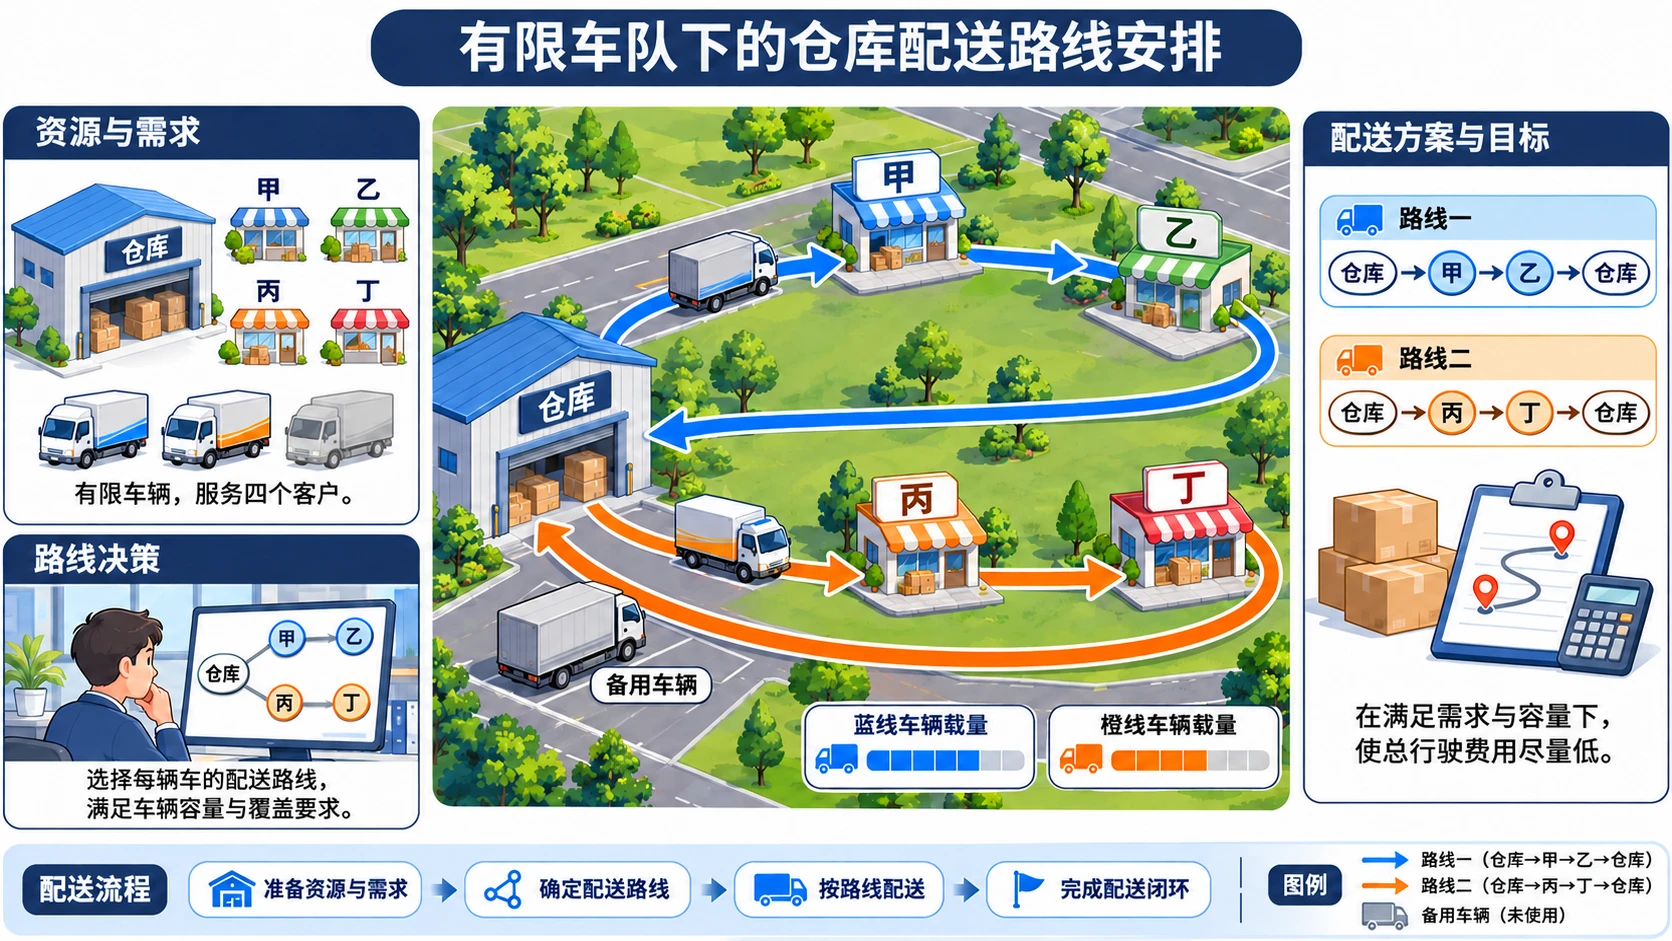 有限车队下的仓库配送路线安排
资源与需求
仓库
甲
乙
丙
丁
有限车辆，服务四个客户。
路线决策
仓库
甲
乙
丙
丁
选择每辆车的配送路线，
满足车辆容量与覆盖要求。
甲
乙
仓库
丙
丁
备用车辆
蓝线车辆载量
橙线车辆载量
配送方案与目标
路线一
仓库→甲→乙→仓库
路线二
仓库→丙→丁→仓库
在满足需求与容量下，
使总行驶费用尽量低。
配送流程
准备资源与需求
确定配送路线
按路线配送
完成配送闭环
图例
路线一（仓库→甲→乙→仓库）
路线二（仓库→丙→丁→仓库）
备用车辆（未使用）